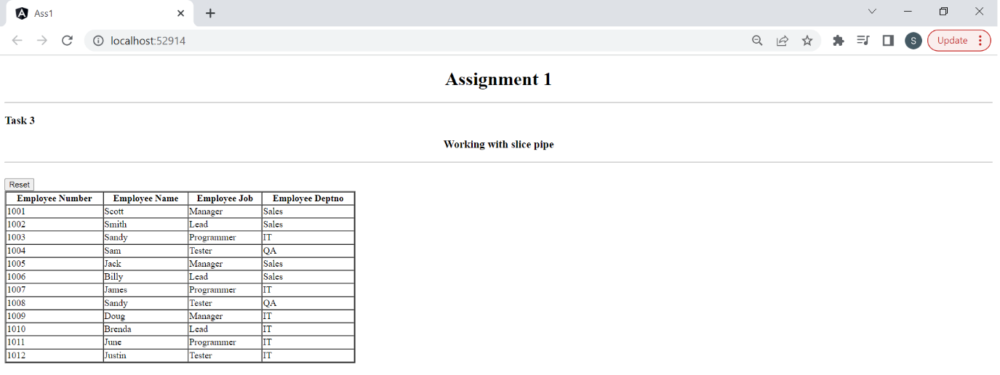 Ass1
localhost:52914
S
Update
Assignment 1
Task 3
Working with slice pipe
Reset
Employee Number Employee Name Employee Job Employee Deptno
1001 Scott Manager Sales
1002 Smith Lead Sales
1003 Sandy Programmer IT
1004 Sam Tester QA
1005 Jack Manager Sales
1006 Billy Lead Sales
1007 James Programmer IT
1008 Sandy Tester QA
1009 Doug Manager IT
1010 Brenda Lead IT
1011 June Programmer IT
1012 Justin Tester IT